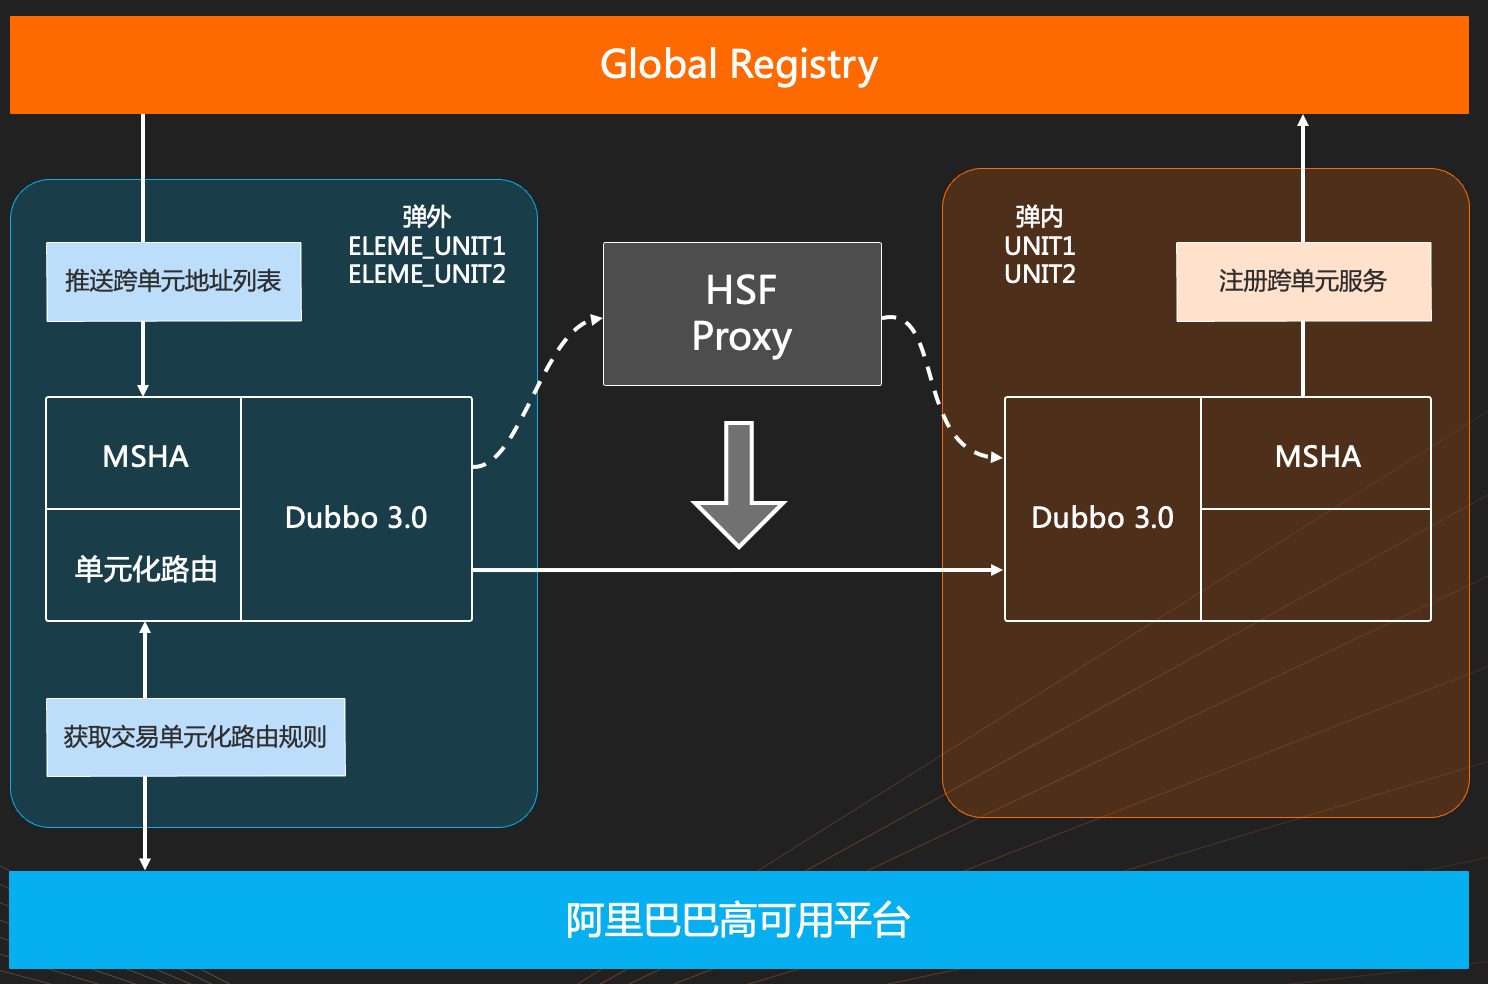 Global Registry
弹外
ELEME_UNIT1
ELEME_UNIT2
推送跨单元地址列表
HSF
Proxy
弹内
UNIT1
UNIT2
注册跨单元服务
MSHA
单元化路由
Dubbo 3.0
Dubbo 3.0
MSHA
获取交易单元化路由规则
阿里巴巴高可用平台